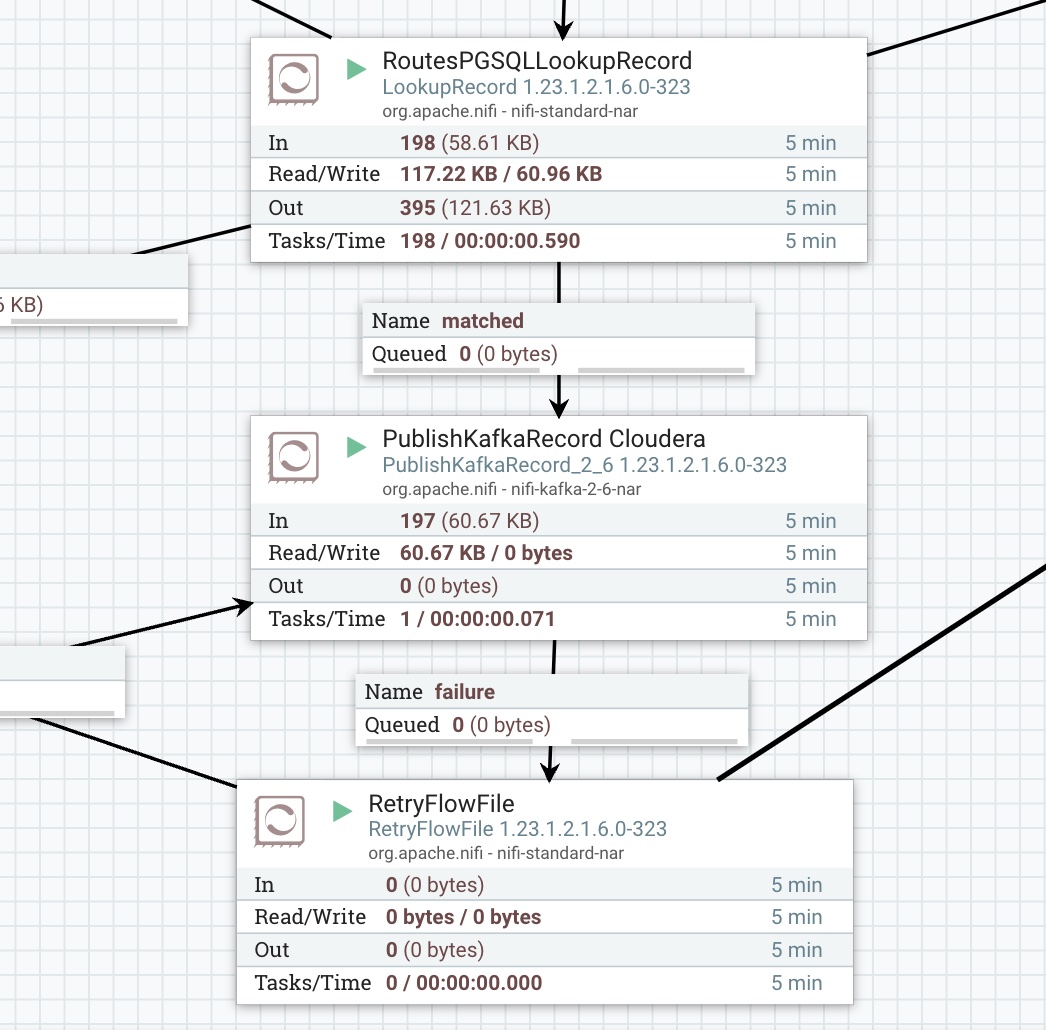 RoutesPGSQLLookupRecord
LookupRecord 1.23.1.2.1.6.0-323
org.apache.nifi - nifi-standard-nar
In 198 (58.61 KB) 5 min
Read/Write 117.22 KB / 60.96 KB 5 min
Out 395 (121.63 KB) 5 min
Tasks/Time 198 / 00:00:00.590 5 min
KB)
Name matched
Queued 0 (0 bytes)
PublishKafkaRecord Cloudera
PublishKafkaRecord_2_6 1.23.1.2.1.6.0-323
org.apache.nifi - nifi-kafka-2-6-nar
In 197 (60.67 KB) 5 min
Read/Write 60.67 KB / 0 bytes 5 min
Out 0 (0 bytes) 5 min
Tasks/Time 1 / 00:00:00.071 5 min
Name failure
Queued 0 (0 bytes)
RetryFlowFile
RetryFlowFile 1.23.1.2.1.6.0-323
org.apache.nifi - nifi-standard-nar
In 0 (0 bytes) 5 min
Read/Write 0 bytes / 0 bytes 5 min
Out 0 (0 bytes) 5 min
Tasks/Time 0 / 00:00:00.000 5 min